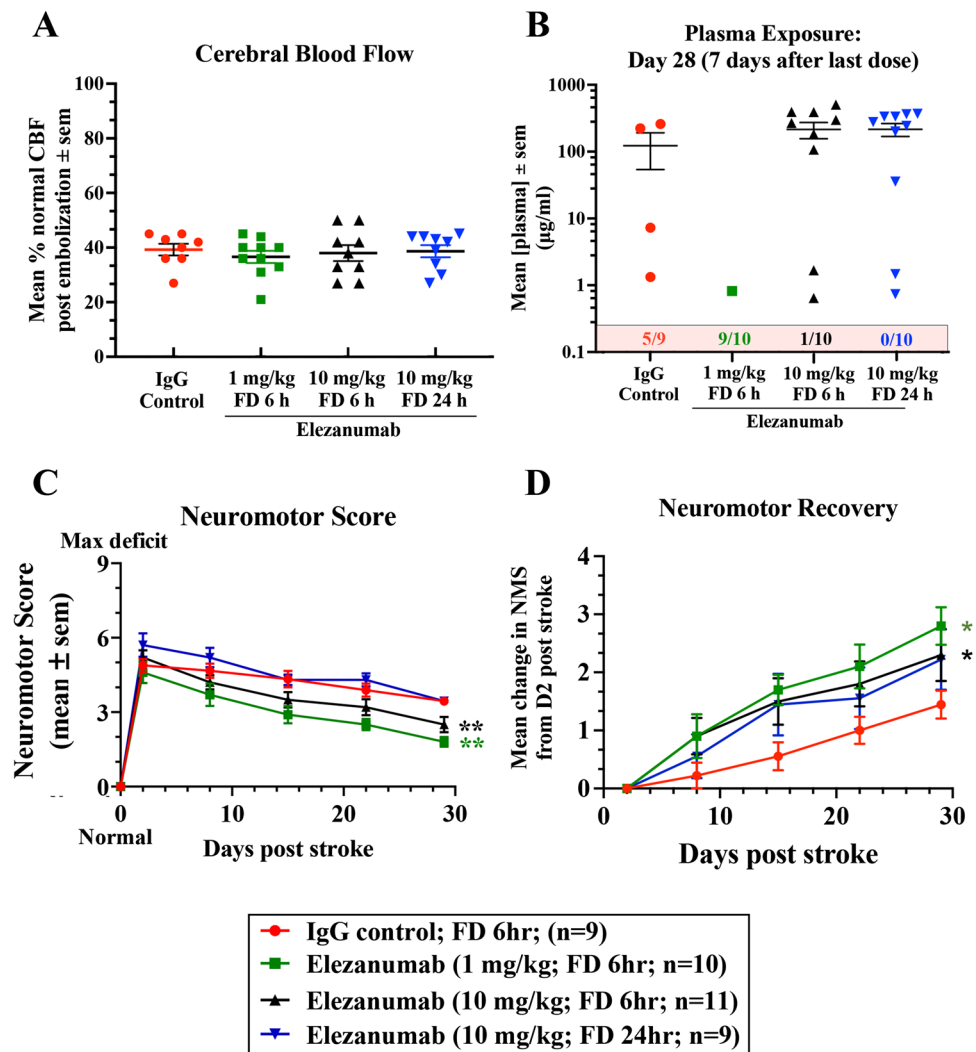 A
Cerebral Blood Flow
Mean % normal CBF
post embolization ± sem
100
80
60
40
20
0
IgG
Control
1 mg/kg
FD 6 h
10 mg/kg
FD 6 h
10 mg/kg
FD 24 h
Elezanumab
B
Plasma Exposure:
Day 28 (7 days after last dose)
Mean [plasma] ± sem
(µg/ml)
1000
100
10
1
0.1
5/9
9/10
1/10
0/10
IgG
Control
1 mg/kg
FD 6 h
10 mg/kg
FD 6 h
10 mg/kg
FD 24 h
Elezanumab
C
Neuromotor Score
Max deficit
Neuromotor Score
(mean ± sem)
9
6
3
0
**
**
0
10
20
30
Normal
Days post stroke
D
Neuromotor Recovery
Mean change in NMS
from D2 post stroke
4
3
2
1
0
*
*
0
10
20
30
Days post stroke
IgG control; FD 6hr; (n=9)
Elezanumab (1 mg/kg; FD 6hr; n=10)
Elezanumab (10 mg/kg; FD 6hr; n=11)
Elezanumab (10 mg/kg; FD 24hr; n=9)